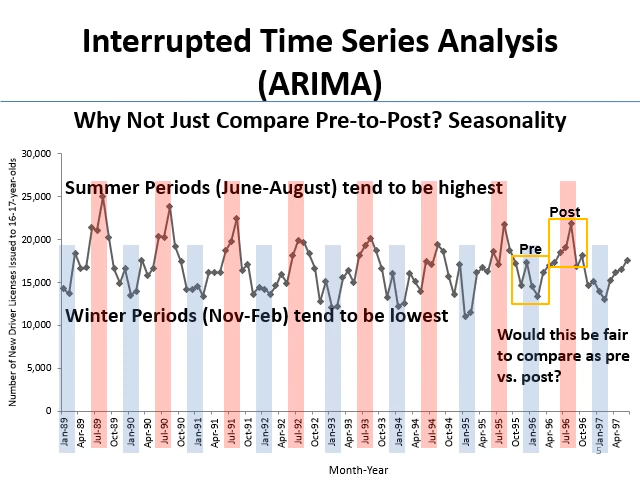 Interrupted Time Series Analysis
(ARIMA)
Why Not Just Compare Pre-to-Post? Seasonality
Number of New Driver Licenses Issued to 16-17-year-olds
30,000
25,000
20,000
15,000
10,000
5,000
0
Summer Periods (June-August) tend to be highest
Post
Pre
Winter Periods (Nov-Feb) tend to be lowest
Would this be fair
to compare as pre
vs. post?
Jan-89
Apr-89
Jul-89
Oct-89
Jan-90
Apr-90
Jul-90
Oct-90
Jan-91
Apr-91
Jul-91
Oct-91
Jan-92
Apr-92
Jul-92
Oct-92
Jan-93
Apr-93
Jul-93
Oct-93
Jan-94
Apr-94
Jul-94
Oct-94
Jan-95
Apr-95
Jul-95
Oct-95
Jan-96
Apr-96
Jul-96
Oct-96
Jan-97
Apr-97
5
Month-Year